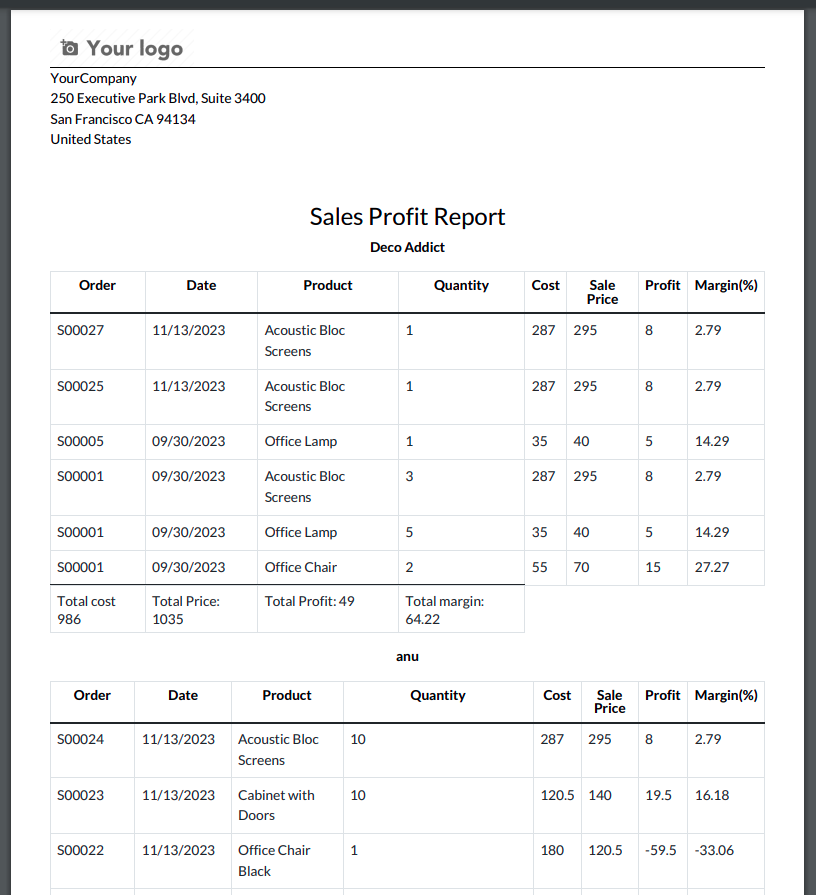 Your logo
YourCompany
250 Executive Park Blvd, Suite 3400
San Francisco CA 94134
United States
Sales Profit Report
Deco Addict
Order Date Product Quantity Cost Sale Price Profit Margin(%)
S00027 11/13/2023 Acoustic Bloc Screens 1 287 295 8 2.79
S00025 11/13/2023 Acoustic Bloc Screens 1 287 295 8 2.79
S00005 09/30/2023 Office Lamp 1 35 40 5 14.29
S00001 09/30/2023 Acoustic Bloc Screens 3 287 295 8 2.79
S00001 09/30/2023 Office Lamp 5 35 40 5 14.29
S00001 09/30/2023 Office Chair 2 55 70 15 27.27
Total cost 986 Total Price: 1035 Total Profit: 49 Total margin: 64.22
anu
Order Date Product Quantity Cost Sale Price Profit Margin(%)
S00024 11/13/2023 Acoustic Bloc Screens 10 287 295 8 2.79
S00023 11/13/2023 Cabinet with Doors 10 120.5 140 19.5 16.18
S00022 11/13/2023 Office Chair Black 1 180 120.5 -59.5 -33.06